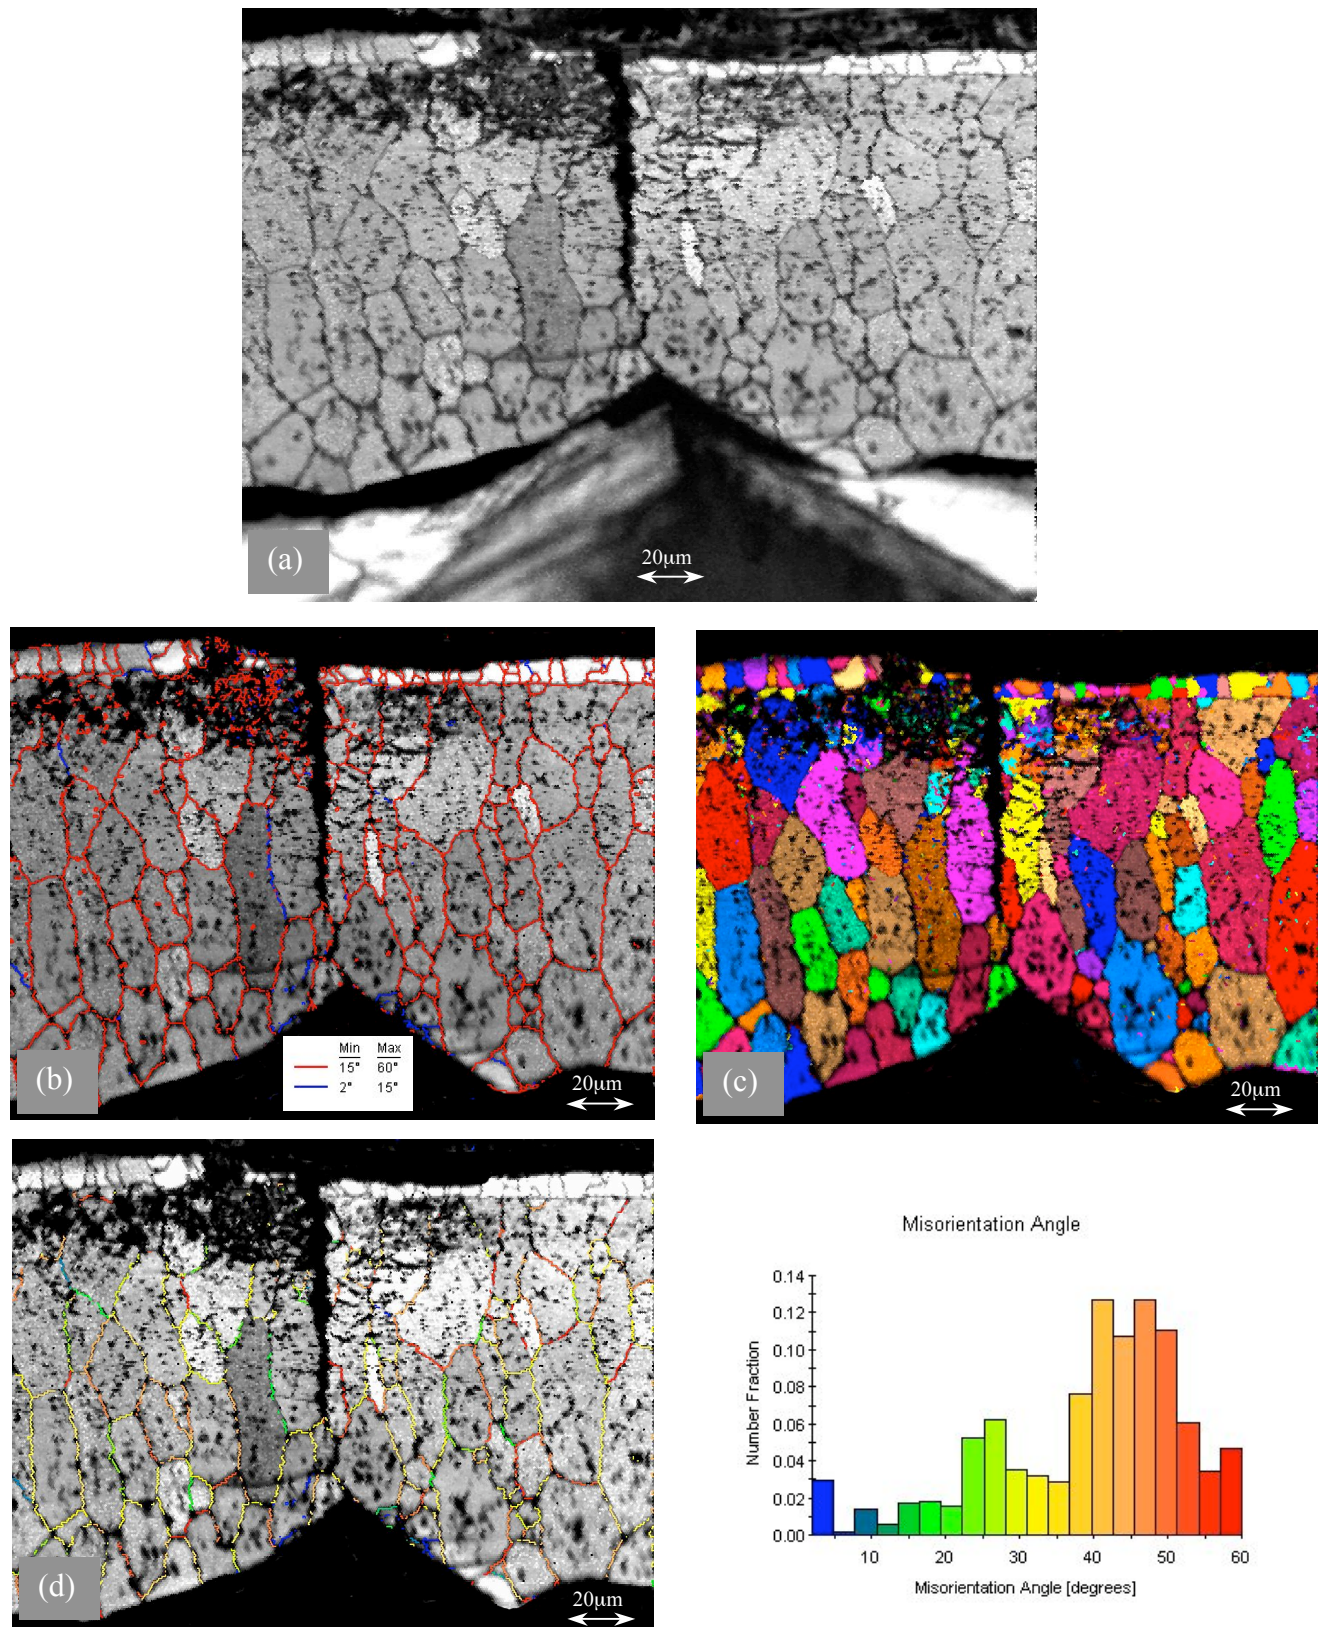 (a)
20µm
Min Max
15° 60°
2° 15°
(b)
20µm
(c)
20µm
(d)
20µm
Misorientation Angle
Number Fraction
0.14
0.12
0.10
0.08
0.06
0.04
0.02
0.00
10 20 30 40 50 60
Misorientation Angle [degrees]